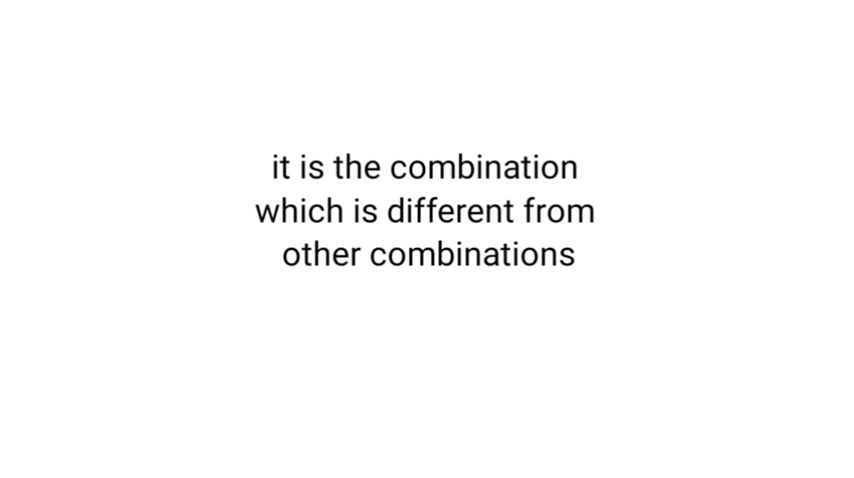 it is the combination
which is different from
other combinations